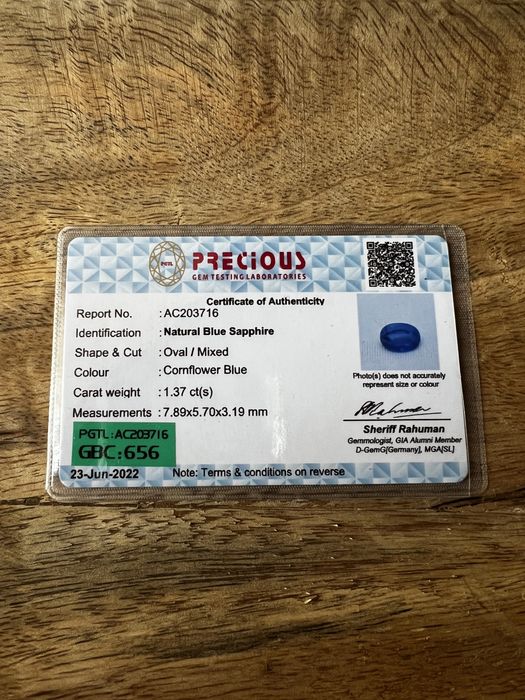 PGTL
PRECIOUS
GEM TESTING LABORATORIES
Certificate of Authenticity
Report No. : AC203716
Identification : Natural Blue Sapphire
Shape & Cut : Oval / Mixed
Colour : Cornflower Blue
Carat weight : 1.37 ct(s)
Measurements : 7.89x5.70x3.19 mm
PGTL:AC203716
GBC:656
23-Jun-2022
Note: Terms & conditions on reverse
Photo(s) does not accurately
represent size or colour
Sheriff Rahuman
Gemmologist, GIA Alumni Member
D-GemG[Germany], MGA[SL]